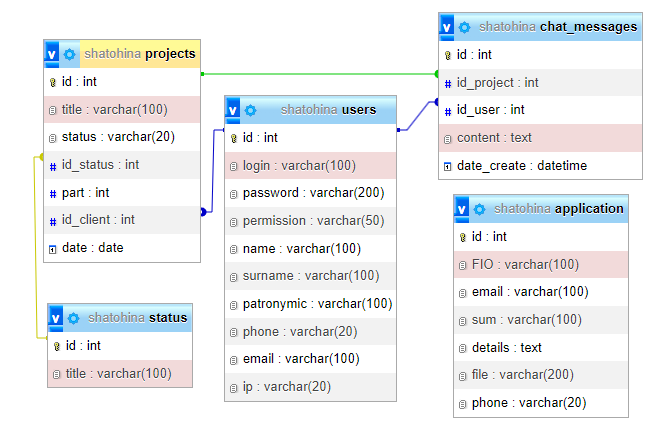 shatohina projects
id : int
title : varchar(100)
status : varchar(20)
id_status : int
part : int
id_client : int
date : date
shatohina status
id : int
title : varchar(100)
shatohina users
id : int
login : varchar(100)
password : varchar(200)
permission : varchar(50)
name : varchar(100)
surname : varchar(100)
patronymic : varchar(100)
phone : varchar(20)
email : varchar(100)
ip : varchar(20)
shatohina chat_messages
id : int
id_project : int
id_user : int
content : text
date_create : datetime
shatohina application
id : int
FIO : varchar(100)
email : varchar(100)
sum : varchar(100)
details : text
file : varchar(200)
phone : varchar(20)